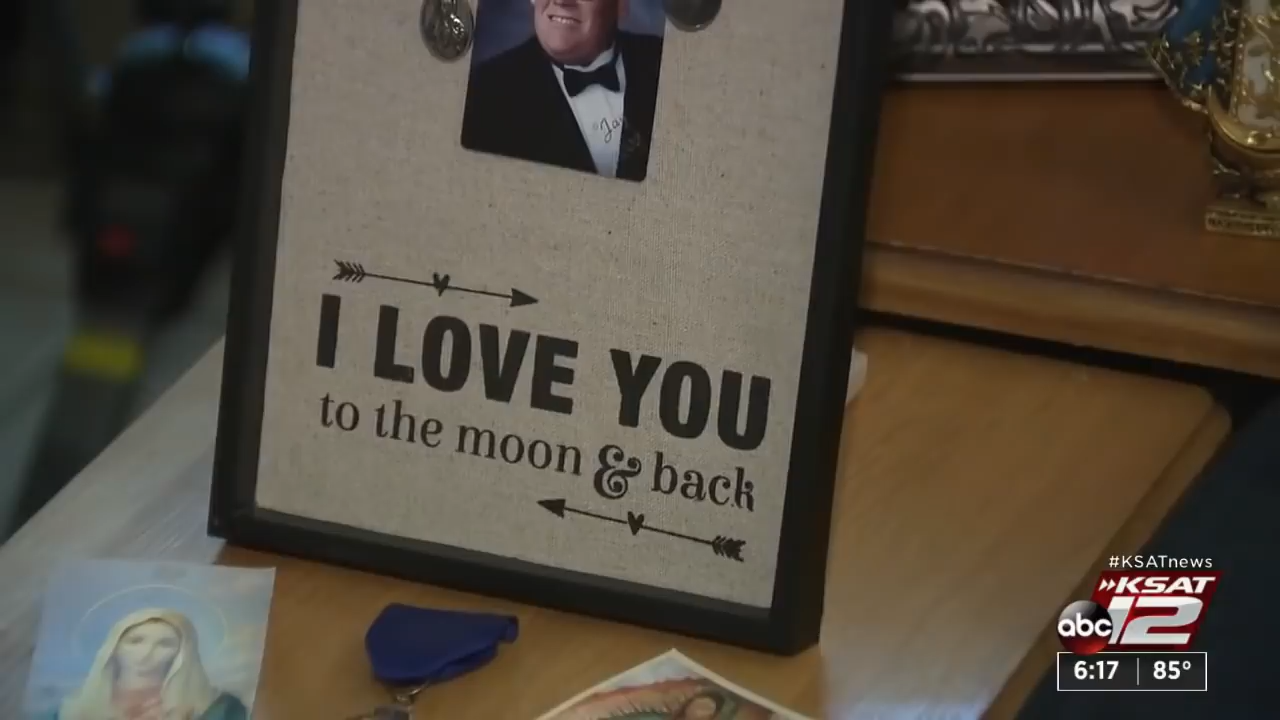 I LOVE YOU
to the moon & back
#KSATnews
KSAT
abc 12
6:17 85°